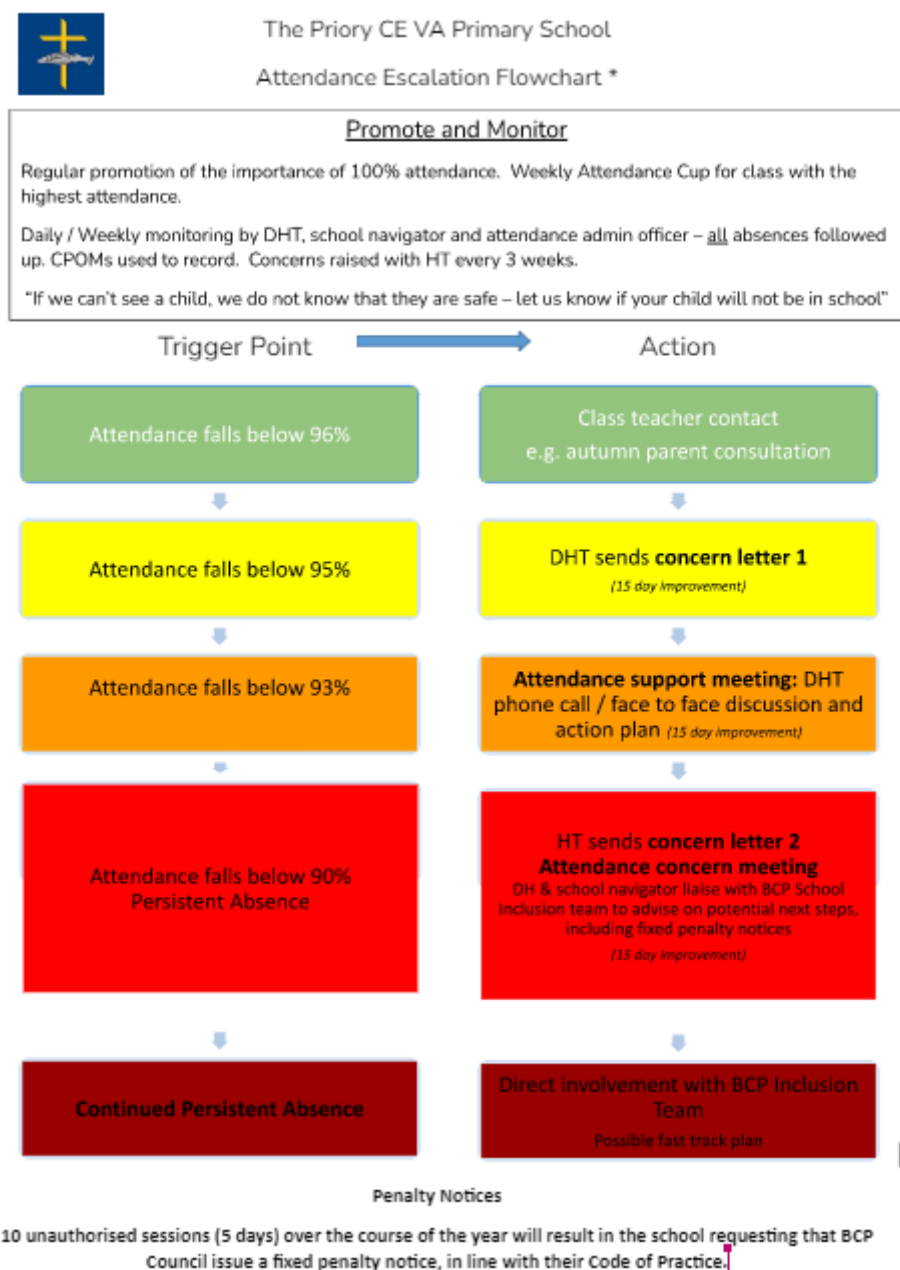 The Priory CE VA Primary School
Attendance Escalation Flowchart *
Promote and Monitor
Regular promotion of the importance of 100% attendance.  Weekly Attendance Cup for class with the
highest attendance.
Daily / Weekly monitoring by DHT, school navigator and attendance admin officer – all absences followed
up. CPOMs used to record.  Concerns raised with HT every 3 weeks.
“If we can’t see a child, we do not know that they are safe – let us know if your child will not be in school”
Trigger Point
Action
Attendance falls below 96%
Class teacher contact
e.g. autumn parent consultation
Attendance falls below 95%
DHT sends concern letter 1
(15 day improvement)
Attendance falls below 93%
Attendance support meeting: DHT
phone call / face to face discussion and
action plan (15 day improvement)
Attendance falls below 90%
Persistent Absence
HT sends concern letter 2
Attendance concern meeting
DH & school navigator liaise with BCP School
Inclusion team to advise on potential next steps,
including fixed penalty notices
(15 day improvement)
Continued Persistent Absence
Direct involvement with BCP Inclusion
Team
Possible fast track plan
Penalty Notices
10 unauthorised sessions (5 days) over the course of the year will result in the school requesting that BCP
Council issue a fixed penalty notice, in line with their Code of Practice.